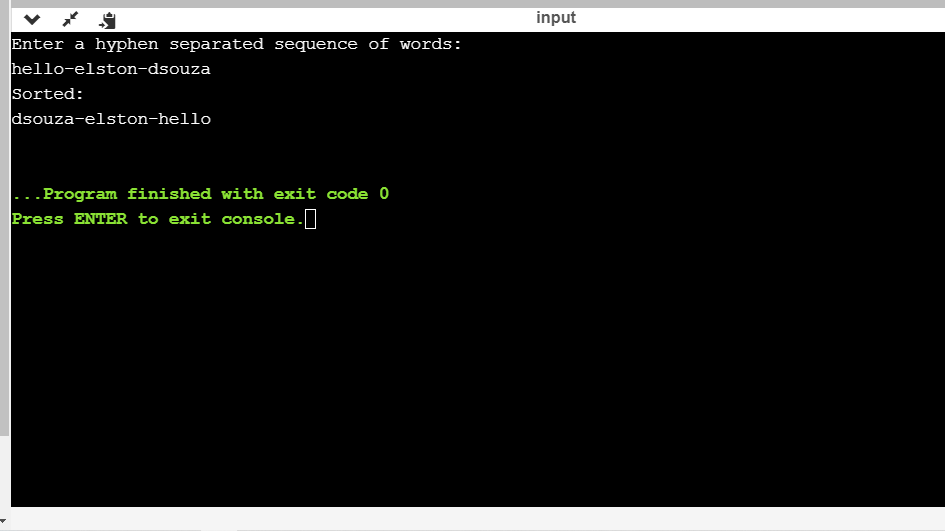 input
Enter a hyphen separated sequence of words:
hello-elston-dsouza
Sorted:
dsouza-elston-hello
...Program finished with exit code 0
Press ENTER to exit console.